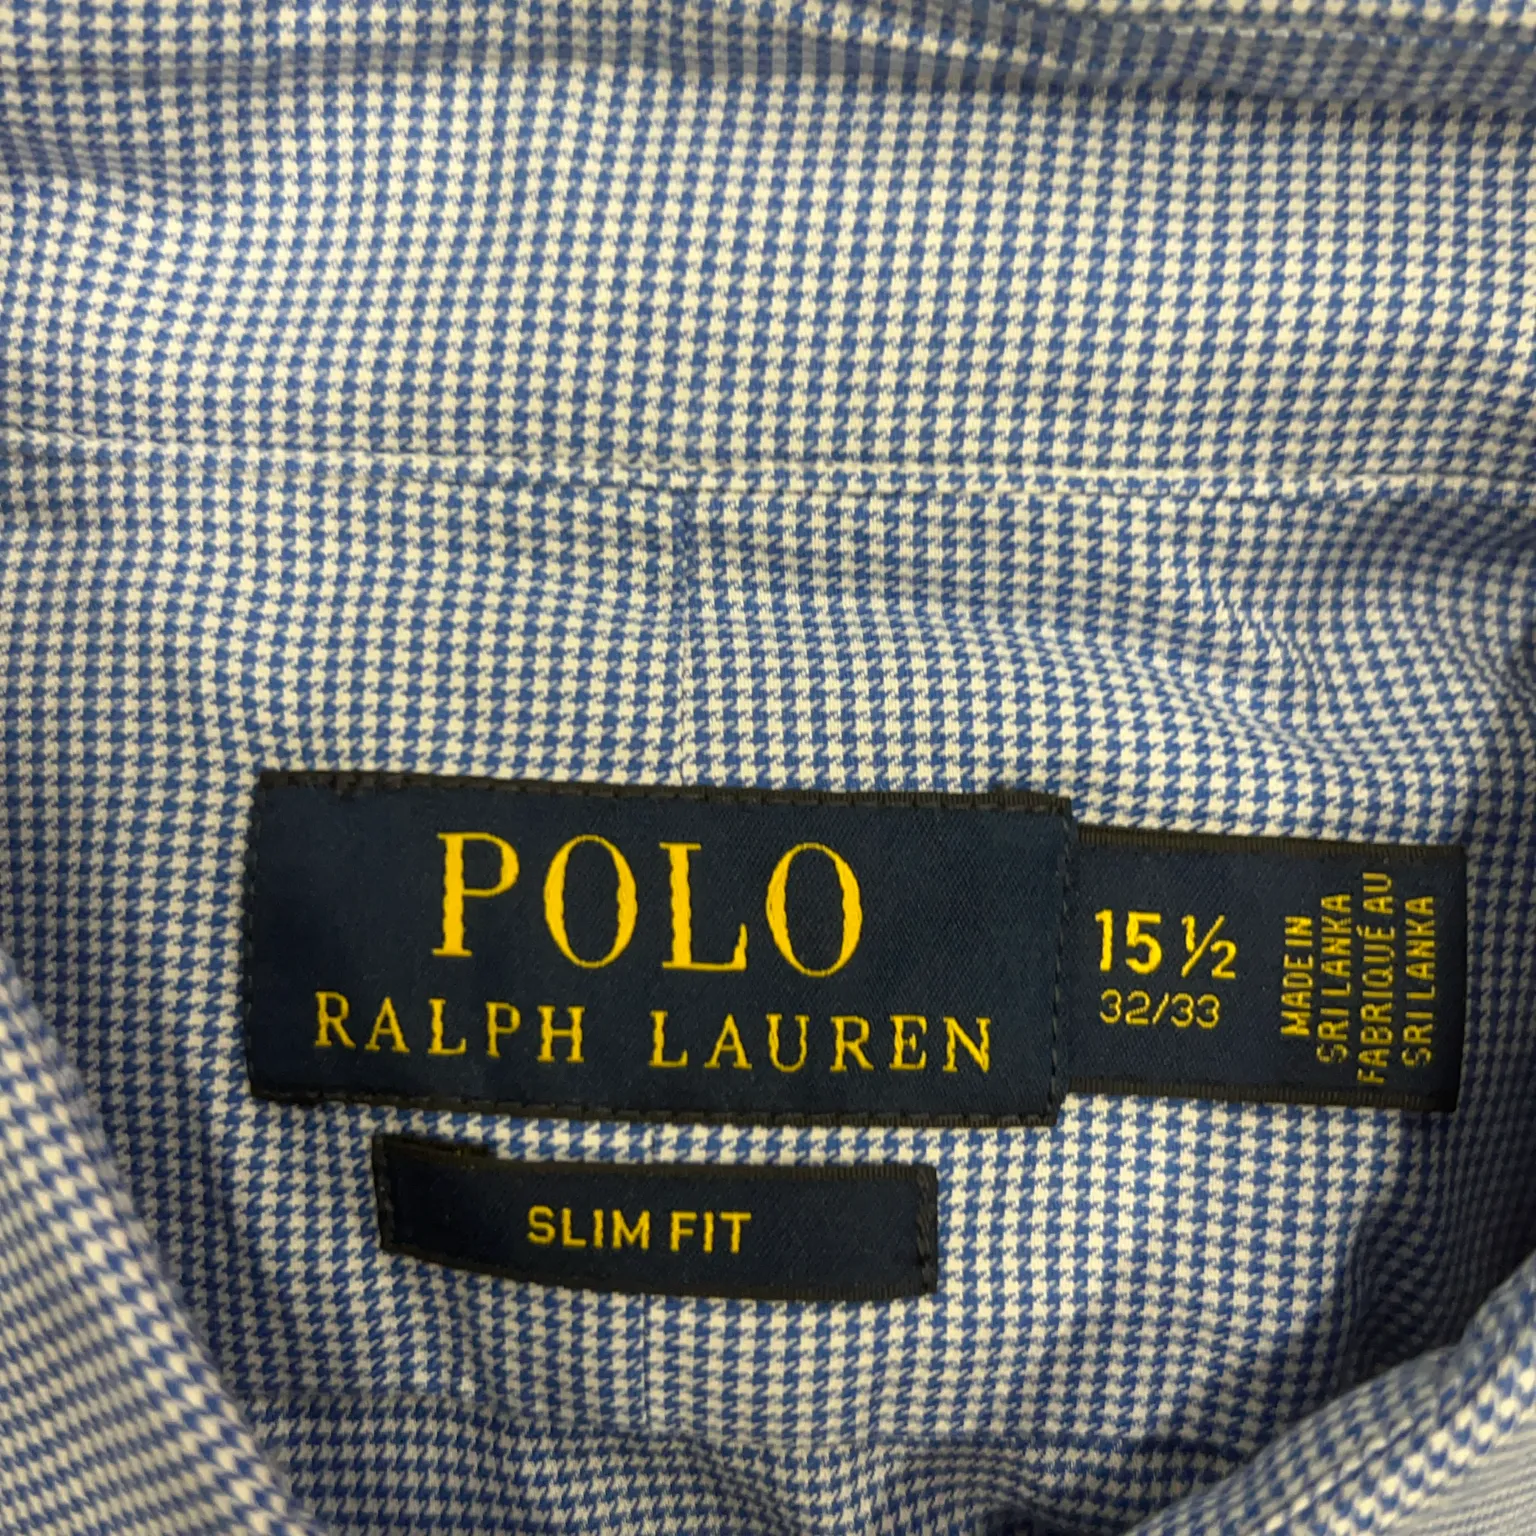 POLO
RALPH LAUREN
15 ½
32/33
MADE IN
SRI LANKA
FABRIQUÉ AU
SRI LANKA
SLIM FIT